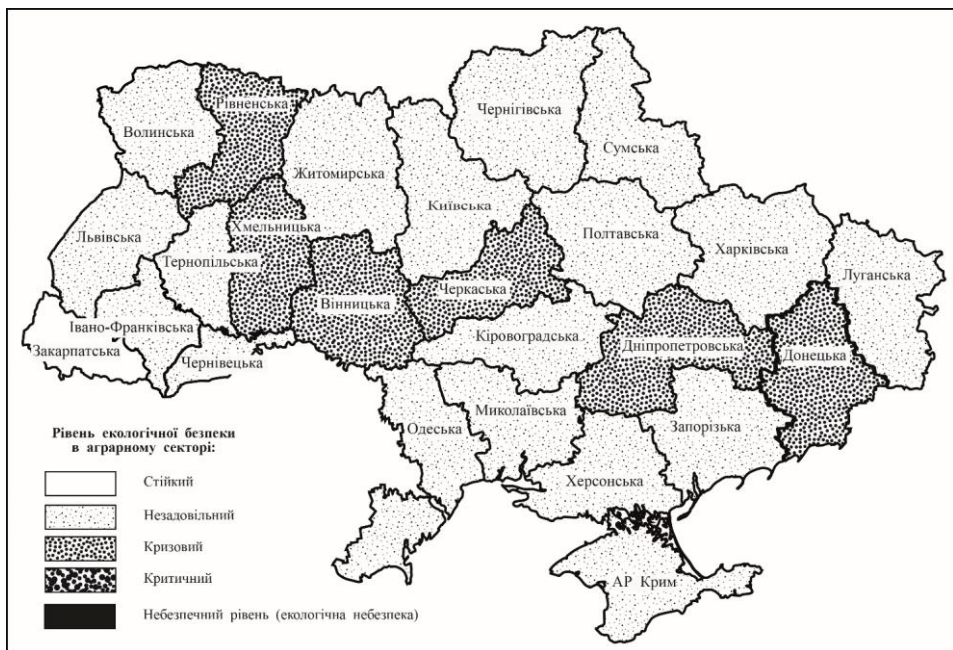 Чернігівська
Рівненська
Волинська
Сумська
Житомирська
Київська
Хмельницька
Львівська
Полтавська
Харківська
Тернопільська
Луганська
Черкаська
Вінницька
Івано-Франківська
Кіровоградська
Дніпропетровська
Донецька
Закарпатська
Чернівецька
Миколаївська
Одеська
Запорізька
Херсонська
АР Крим
Рівень екологічної безпеки
в аграрному секторі:
Стійкий
Незадовільний
Кризовий
Критичний
Небезпечний рівень (екологічна небезпека)